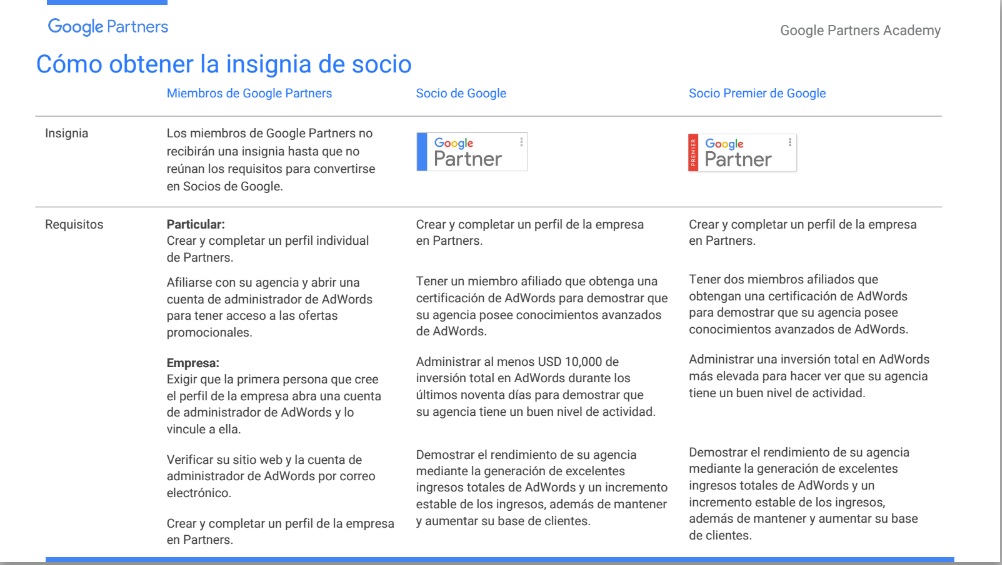 Google Partners
Google Partners Academy
Cómo obtener la insignia de socio
Miembros de Google Partners
Socio de Google
Socio Premier de Google
Insignia
Los miembros de Google Partners no
recibirán una insignia hasta que no
reúnan los requisitos para convertirse
en Socios de Google.
Google
Partner
PREMIER
Google
Partner
Requisitos
Particular:
Crear y completar un perfil individual
de Partners.
Afiliarse con su agencia y abrir una
cuenta de administrador de AdWords
para tener acceso a las ofertas
promocionales.
Empresa:
Exigir que la primera persona que cree
el perfil de la empresa abra una cuenta
de administrador de AdWords y lo
vincule a ella.
Verificar su sitio web y la cuenta de
administrador de AdWords por correo
electrónico.
Crear y completar un perfil de la empresa
en Partners.
Crear y completar un perfil de la empresa
en Partners.
Tener un miembro afiliado que obtenga una
certificación de AdWords para demostrar que
su agencia posee conocimientos avanzados
de AdWords.
Administrar al menos USD 10,000 de
inversión total en AdWords durante los
últimos noventa días para demostrar que
su agencia tiene un buen nivel de actividad.
Demostrar el rendimiento de su agencia
mediante la generación de excelentes
ingresos totales de AdWords y un incremento
estable de los ingresos, además de mantener
y aumentar su base de clientes.
Crear y completar un perfil de la empresa
en Partners.
Tener dos miembros afiliados que
obtengan una certificación de AdWords
para demostrar que su agencia posee
conocimientos avanzados de AdWords.
Administrar una inversión total en AdWords
más elevada para hacer ver que su agencia
tiene un buen nivel de actividad.
Demostrar el rendimiento de su agencia
mediante la generación de excelentes
ingresos totales de AdWords y un
incremento estable de los ingresos,
además de mantener y aumentar su base
de clientes.